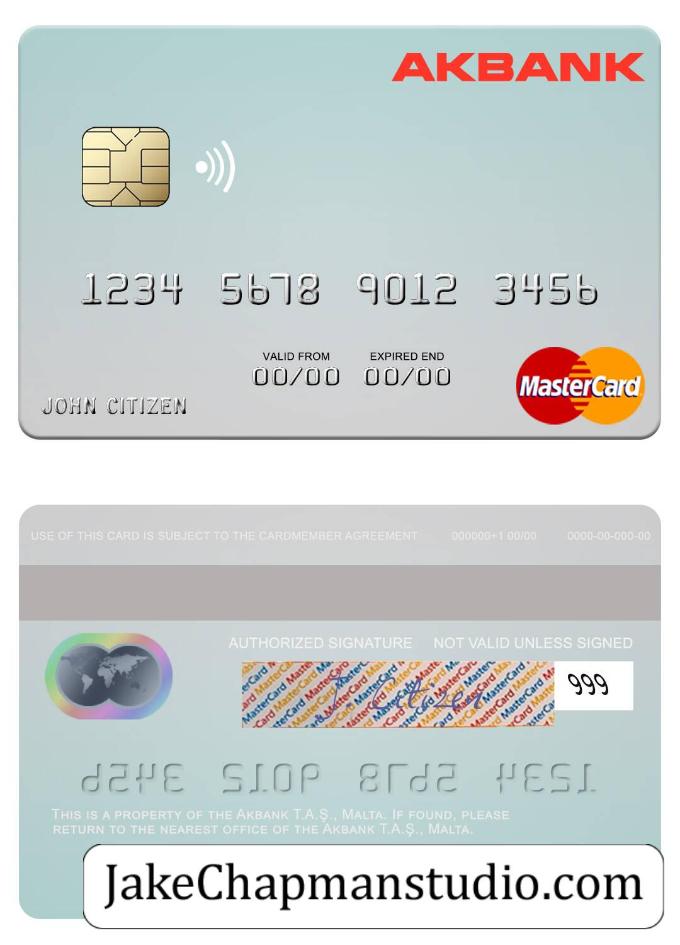 AKBANK
1234 5678 9012 3456
VALID FROM EXPIRED END
00/00 00/00
MasterCard
JOHN CITIZEN
USE OF THIS CARD IS SUBJECT TO THE CARDMEMBER AGREEMENT 000000+1 00/00 0000-00-000-00
AUTHORIZED SIGNATURE NOT VALID UNLESS SIGNED
J. Citizen
999
THIS IS A PROPERTY OF THE AKBANK T.A.Ş., MALTA. IF FOUND, PLEASE
RETURN TO THE NEAREST OFFICE OF THE AKBANK T.A.Ş., MALTA.
JakeChapmanstudio.com